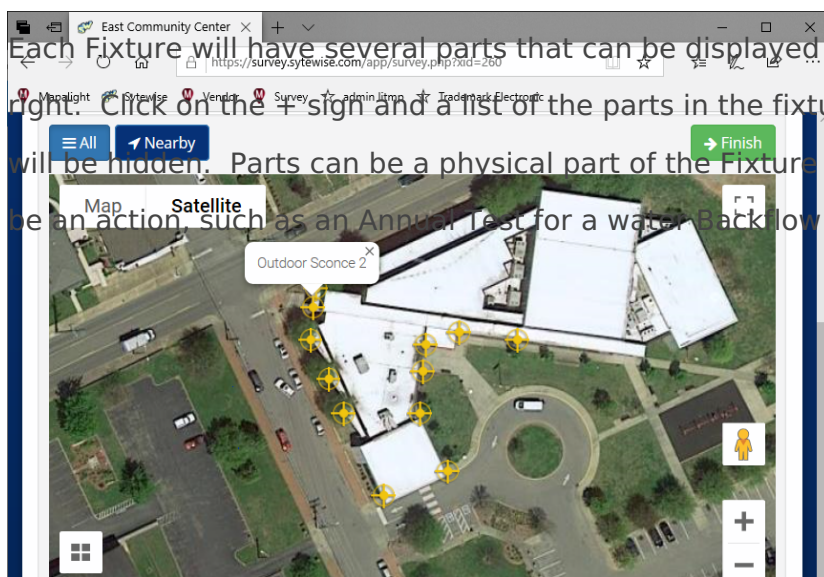 East Community Center
Each Fixture will have several parts that can be displayed
https://survey.sytewise.com/app/survey.php?xid=260
Mapalight Sytewise Vendor Survey admin litmp Trademark Electronic
right. Click on the + sign and a list of the parts in the fixtu
All Nearby Finish
will be hidden. Parts can be a physical part of the Fixture
Map Satellite
be an action, such as an Annual Test for a water Backflow
Outdoor Sconce 2